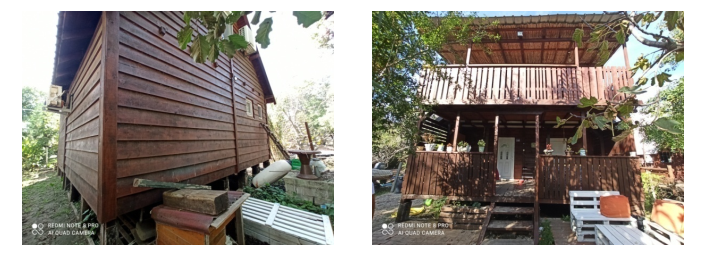 REDMI NOTE 8 PRO
AI QUAD CAMERA
REDMI NOTE 8 PRO
AI QUAD CAMERA